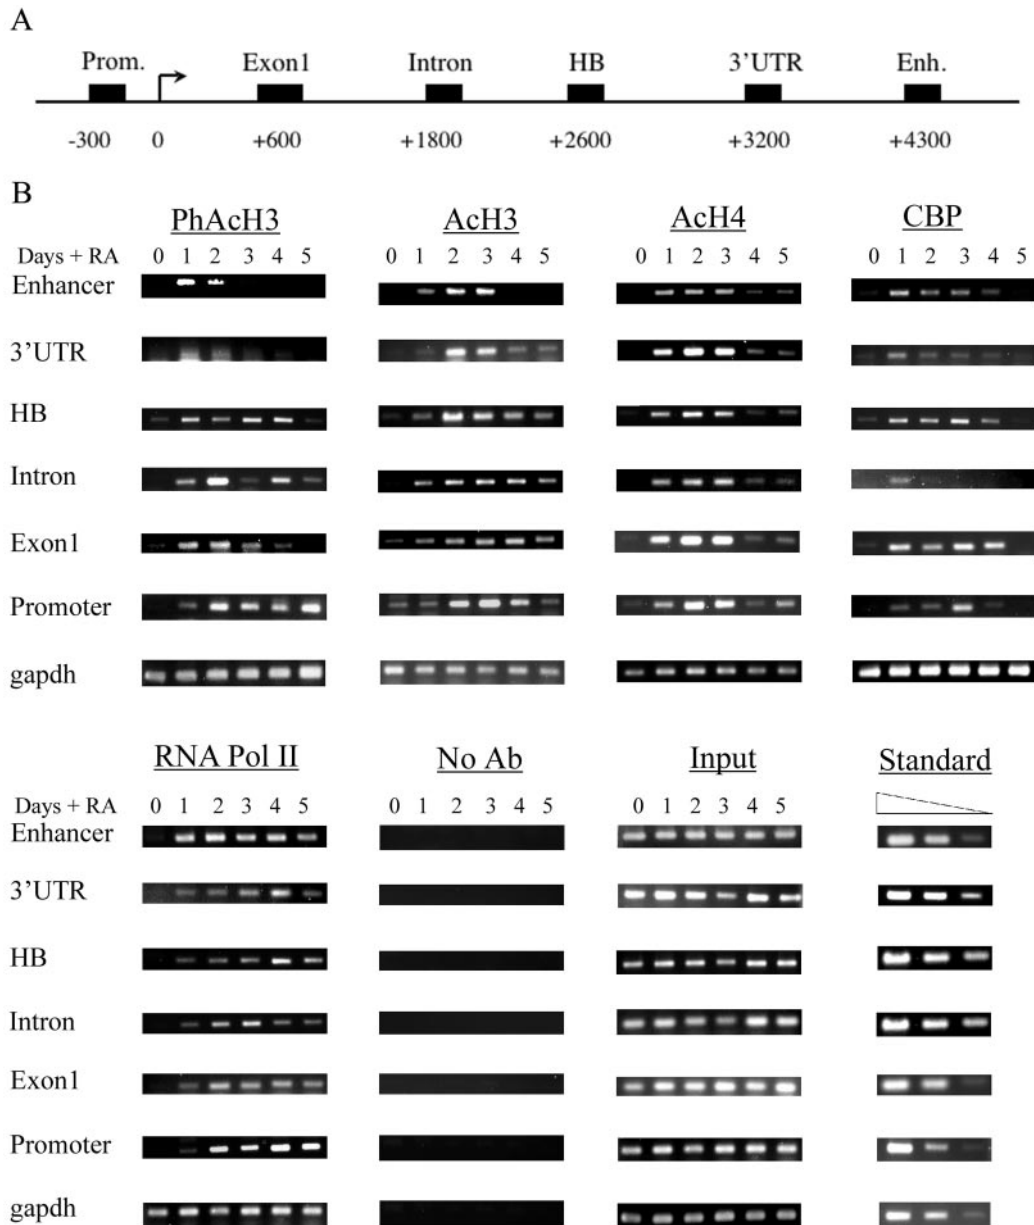 A
Prom. Exon1 Intron HB 3'UTR Enh.
-300 0 +600 +1800 +2600 +3200 +4300
B
PhAcH3 AcH3 AcH4 CBP
Days + RA 0 1 2 3 4 5 0 1 2 3 4 5 0 1 2 3 4 5 0 1 2 3 4 5
Enhancer
3'UTR
HB
Intron
Exon1
Promoter
gapdh
RNA Pol II No Ab Input Standard
Days + RA 0 1 2 3 4 5 0 1 2 3 4 5 0 1 2 3 4 5
Enhancer
3'UTR
HB
Intron
Exon1
Promoter
gapdh